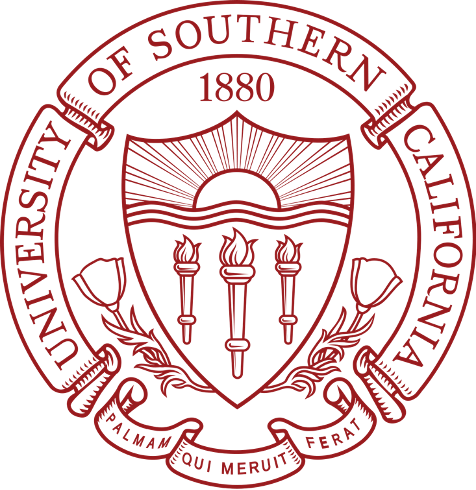 UNIVERSITY OF SOUTHERN CALIFORNIA
1880
PALMAM QUI MERUIT FERAT